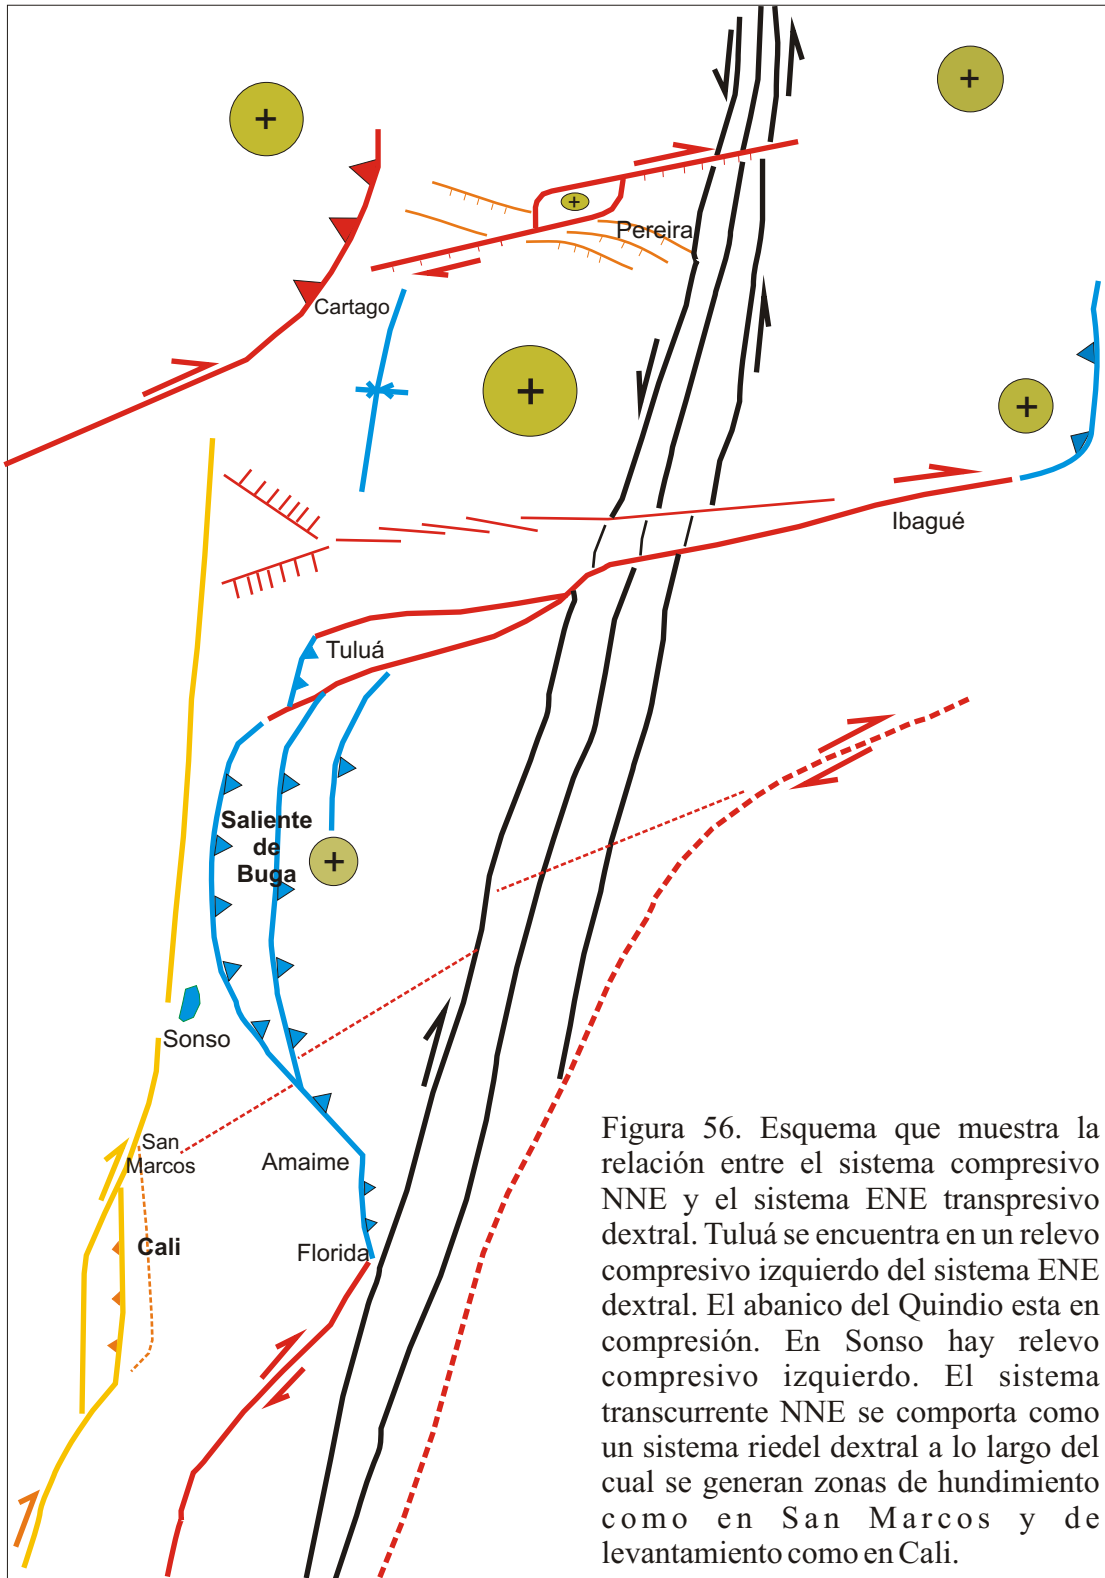 Pereira
Cartago
Ibagué
Tuluá
Saliente
de
Buga
Sonso
San
Marcos
Amaime
Cali
Florida
Figura 56. Esquema que muestra la
relación entre el sistema compresivo
NNE y el sistema ENE transpresivo
dextral. Tuluá se encuentra en un relevo
compresivo izquierdo del sistema ENE
dextral. El abanico del Quindio esta en
compresión. En Sonso hay relevo
compresivo izquierdo. El sistema
transcurrente NNE se comporta como
un sistema riedel dextral a lo largo del
cual se generan zonas de hundimiento
como en San Marcos y de
levantamiento como en Cali.